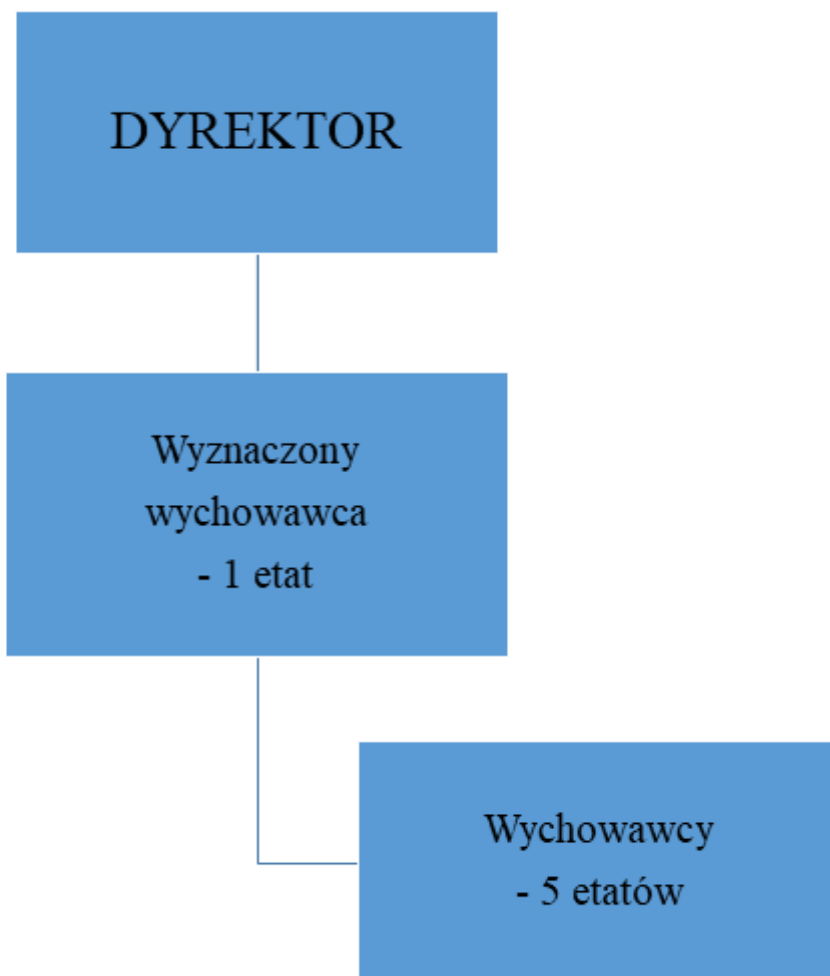 DYREKTOR
Wyznaczony
wychowawca
- 1 etat
Wychowawcy
- 5 etatów